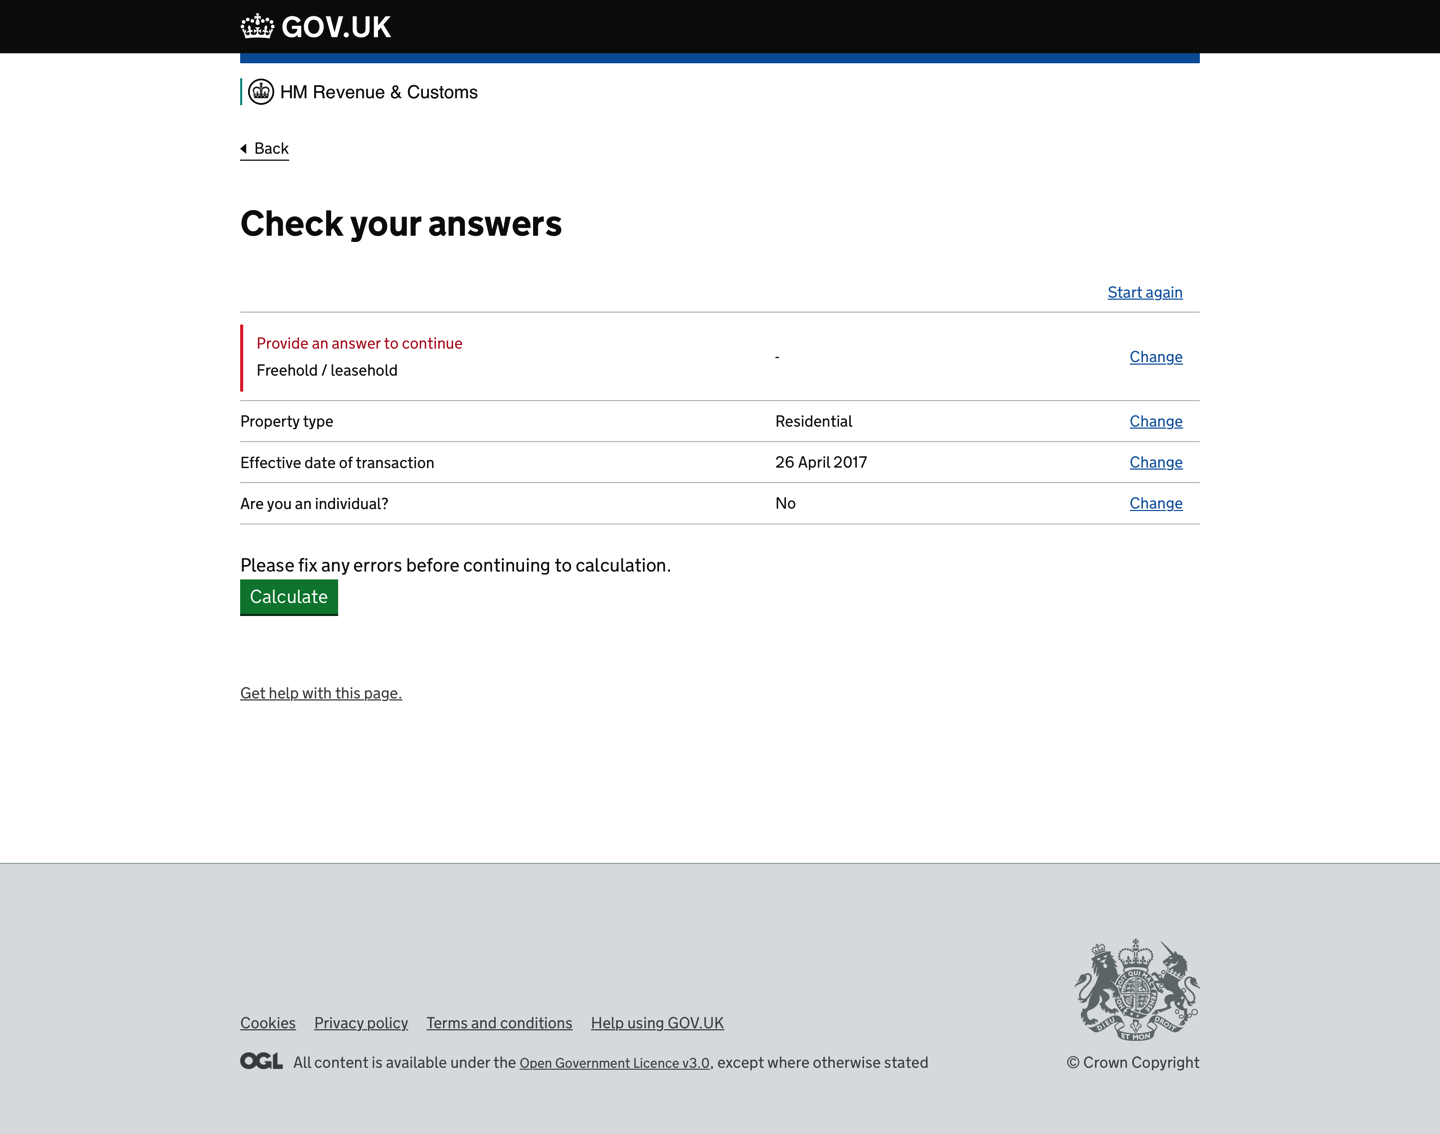 GOV.UK
HM Revenue & Customs
Back
Check your answers
Start again
Provide an answer to continue
Freehold / leasehold
-
Change
Property type
Residential
Change
Effective date of transaction
26 April 2017
Change
Are you an individual?
No
Change
Please fix any errors before continuing to calculation.
Calculate
Get help with this page.
Cookies
Privacy policy
Terms and conditions
Help using GOV.UK
OGL
All content is available under the Open Government Licence v3.0, except where otherwise stated
DIEU ET MON DROIT
© Crown Copyright